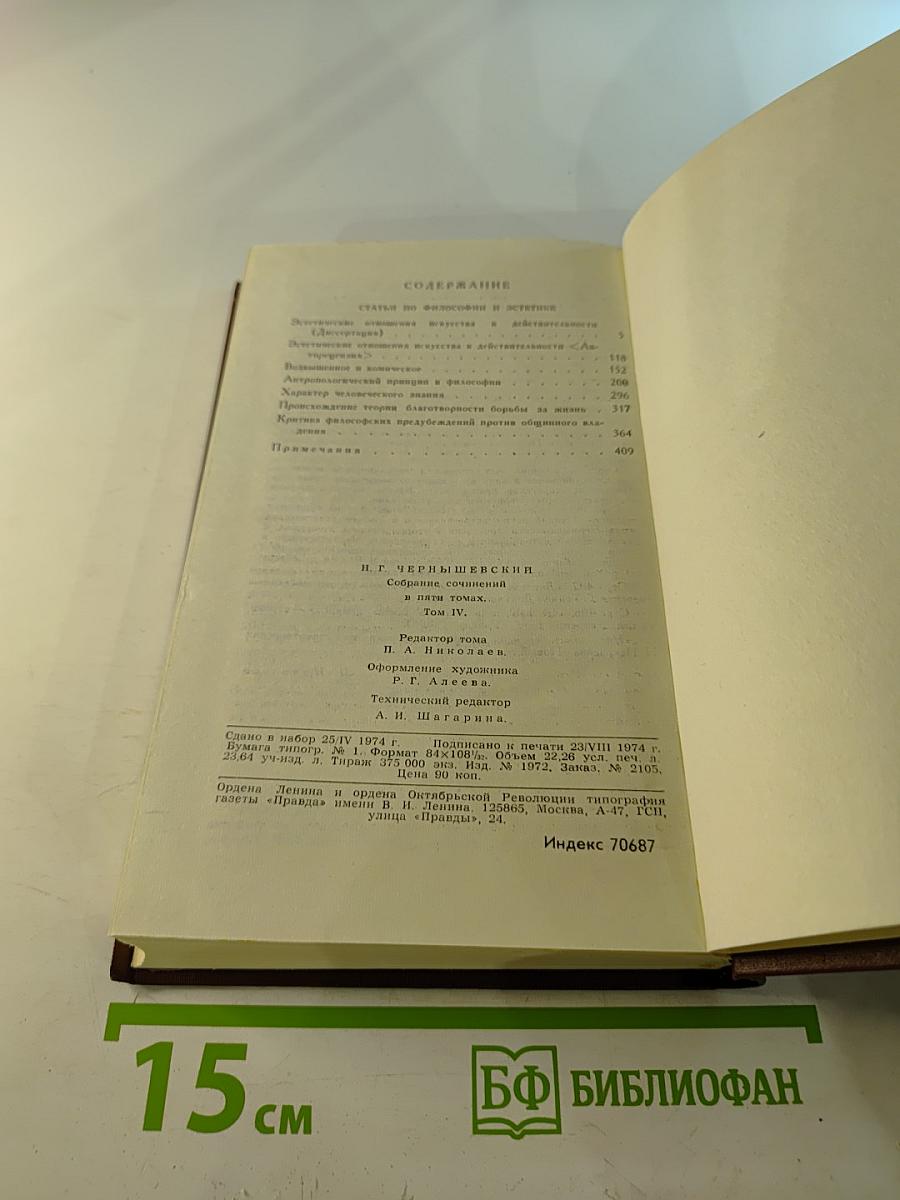 СОДЕРЖАНИЕ
СТАТЬИ ПО ФИЛОСОФИИ И ЭСТЕТИКЕ
Эстетические отношения искусства к действительности
(Диссертация) . . . . . . . . . . . . . . 5
Эстетические отношения искусства к действительности <Ав-
торецензия> . . . . . . . . . . . . . . 118
Возвышенное и комическое . . . . . . . . . . . 152
Антропологический принцип в философии . . . . . . . 200
Характер человеческого знания . . . . . . . . . . 296
Происхождение теории благотворности борьбы за жизнь . 317
Критика философских предубеждений против общинного вла-
дения . . . . . . . . . . . . . . . . . 364
Примечания . . . . . . . . . . . . . . . 409
Н. Г. ЧЕРНЫШЕВСКИЙ
Собрание сочинений
в пяти томах.
Том IV.
Редактор тома
П. А. Николаев.
Оформление художника
Р. Г. Алеева.
Технический редактор
А. И. Шагарина.
Сдано в набор 25/IV 1974 г. Подписано к печати 23/VIII 1974 г.
Бумага типогр. № 1. Формат 84×108¹/₃₂. Объем 22,26 усл. печ. л.
23,64 уч-изд. л. Тираж 375 000 экз. Изд. № 1972. Заказ. № 2105.
Цена 90 коп.
Ордена Ленина и ордена Октябрьской Революции типография
газеты «Правда» имени В. И. Ленина. 125865, Москва, А-47, ГСП,
улица «Правды», 24.
Индекс 70687
15 см
БФ БИБЛИОФАН